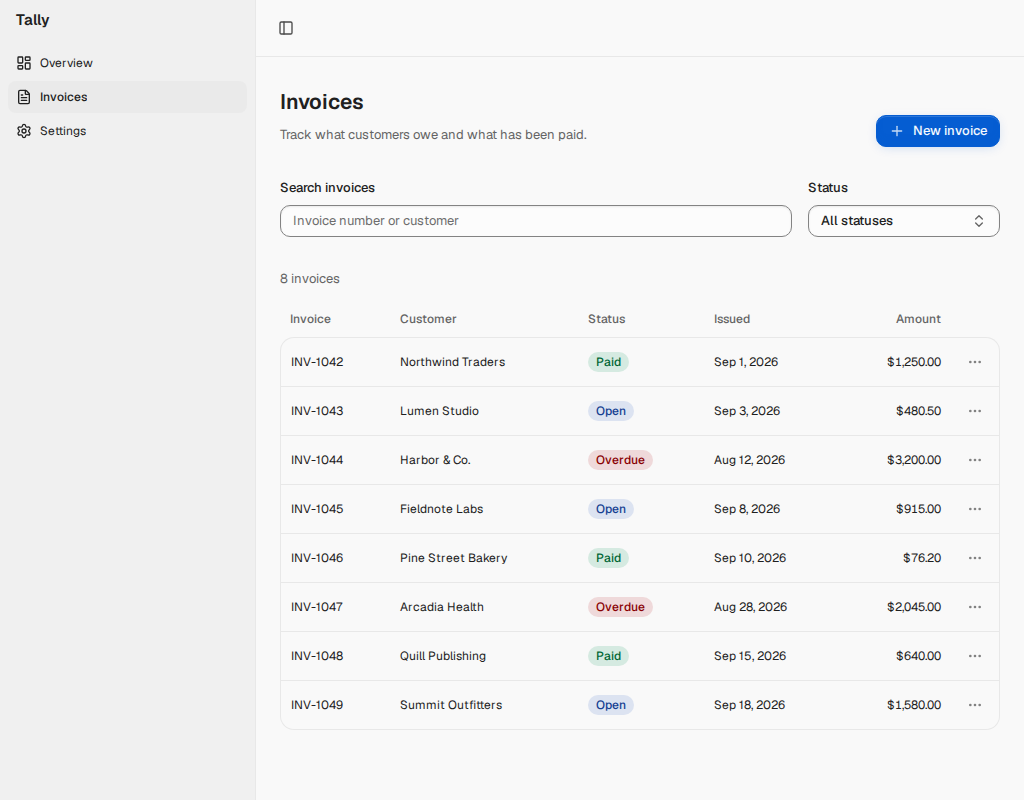 Tally
Overview
Invoices
Settings
Invoices
Track what customers owe and what has been paid.
New invoice
Search invoices
Status
Invoice number or customer
All statuses
8 invoices
Invoice Customer Status Issued Amount
INV-1042 Northwind Traders Paid Sep 1, 2026 $1,250.00
INV-1043 Lumen Studio Open Sep 3, 2026 $480.50
INV-1044 Harbor & Co. Overdue Aug 12, 2026 $3,200.00
INV-1045 Fieldnote Labs Open Sep 8, 2026 $915.00
INV-1046 Pine Street Bakery Paid Sep 10, 2026 $76.20
INV-1047 Arcadia Health Overdue Aug 28, 2026 $2,045.00
INV-1048 Quill Publishing Paid Sep 15, 2026 $640.00
INV-1049 Summit Outfitters Open Sep 18, 2026 $1,580.00